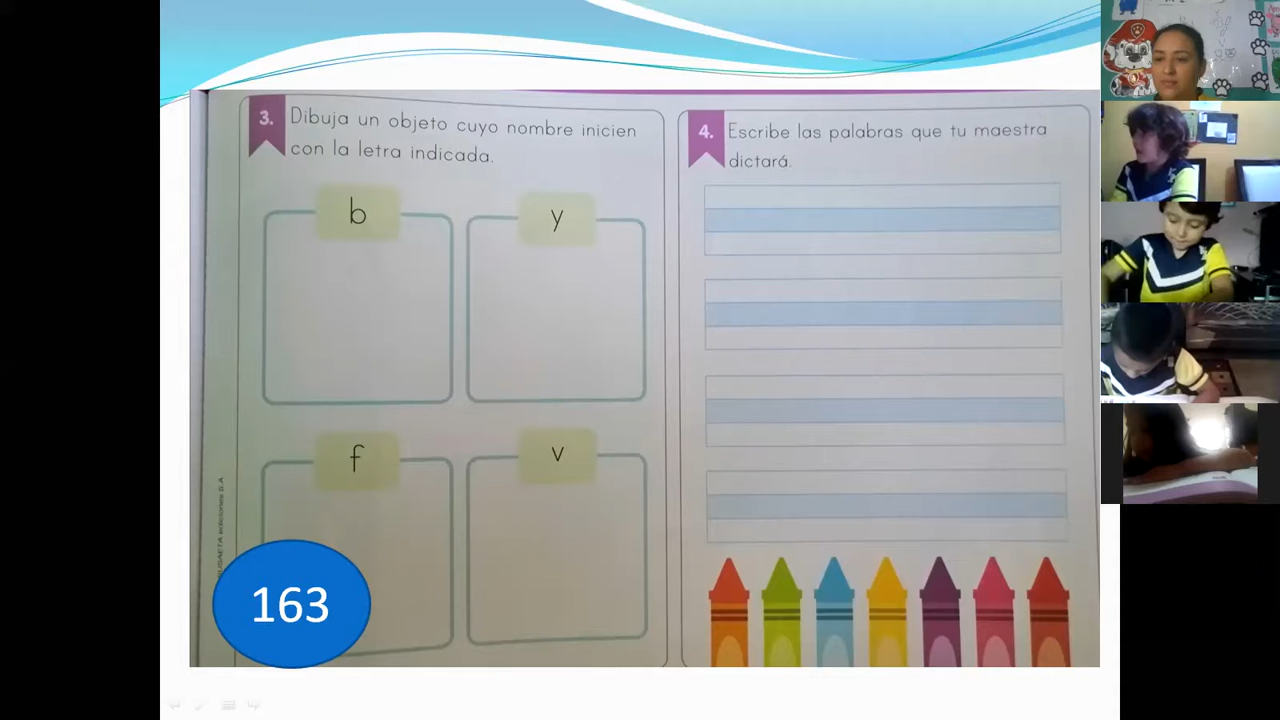 3. Dibuja un objeto cuyo nombre inicien
con la letra indicada.
b
y
f
v
4. Escribe las palabras que tu maestra
dictará.
ediciones S.A
163